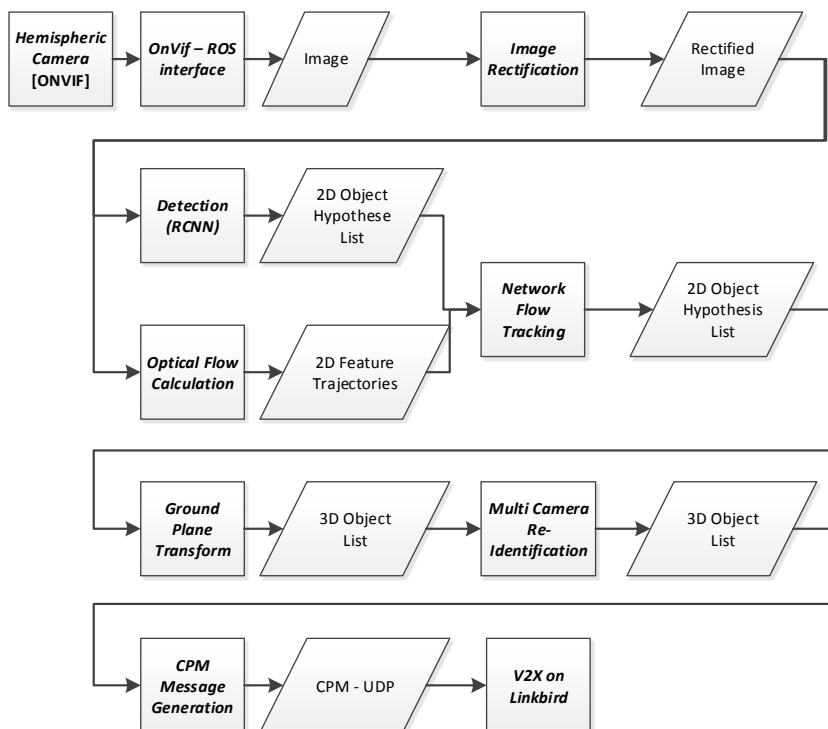 Hemispheric
Camera
[ONVIF]
OnVif – ROS
interface
Image
Image
Rectification
Rectified
Image
Detection
(RCNN)
2D Object
Hypothese
List
Optical Flow
Calculation
2D Feature
Trajectories
Network
Flow
Tracking
2D Object
Hypothesis
List
Ground
Plane
Transform
3D Object
List
Multi Camera
Re-
Identification
3D Object
List
CPM
Message
Generation
CPM - UDP
V2X on
Linkbird